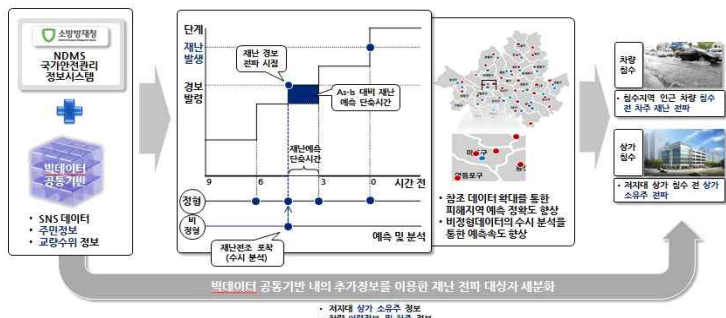 소방방재청
NDMS
국가안전관리
정보시스템
빅데이터
공통기반
• SNS 데이터
• 주민정보
• 교량수위 정보
단계
재난
발생
경보
발령
재난 경보
전파 시점
As-Is 대비 재난
예측 단축시간
재난예측
단축시간
9 6 3 0 시간 전
정형
비
정형
재난전조 포착
(수시 분석)
예측 및 분석
마포구
영등포구
• 참조 데이터 확대를 통한
피해지역 예측 정확도 향상
• 비정형데이터의 수시 분석을
통한 예측속도 향상
차량
침수
• 침수지역 인근 차량 침수
전 차주 재난 전파
상가
침수
• 저지대 상가 침수 전 상가
소유주 전파
빅데이터 공통기반 내의 추가정보를 이용한 재난 전파 대상자 세분화
• 저지대 상가 소유주 정보